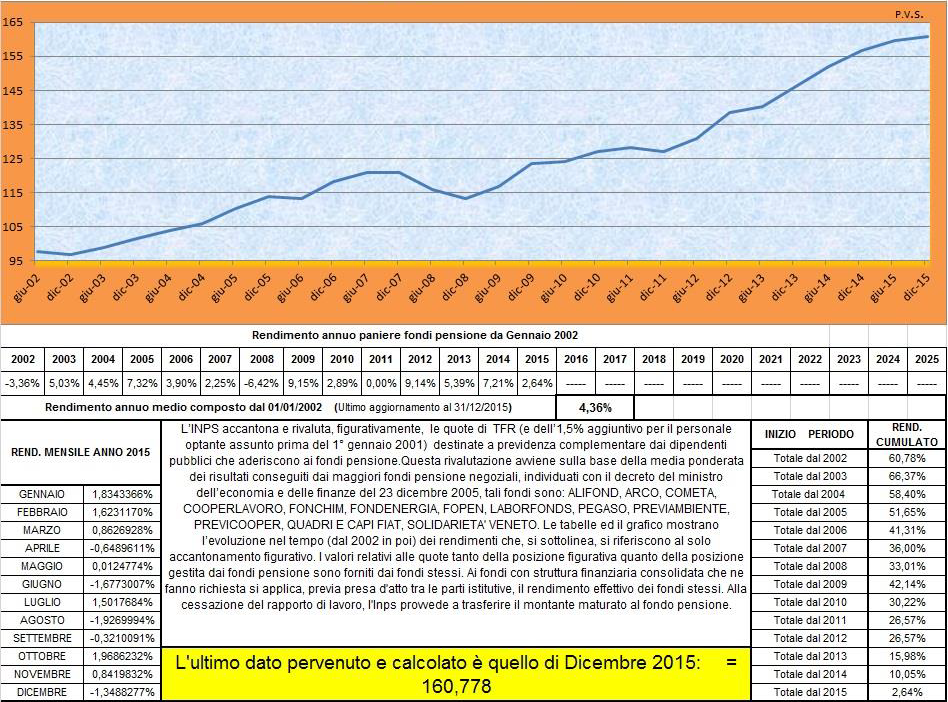 P.V.S.
165
155
145
135
125
115
105
95
giu-02 dic-02 giu-03 dic-03 giu-04 dic-04 giu-05 dic-05 giu-06 dic-06 giu-07 dic-07 giu-08 dic-08 giu-09 dic-09 giu-10 dic-10 giu-11 dic-11 giu-12 dic-12 giu-13 dic-13 giu-14 dic-14 giu-15 dic-15
Rendimento annuo paniere fondi pensione da Gennaio 2002
2002 2003 2004 2005 2006 2007 2008 2009 2010 2011 2012 2013 2014 2015 2016 2017 2018 2019 2020 2021 2022 2023 2024 2025
-3,36% 5,03% 4,45% 7,32% 3,90% 2,25% -6,42% 9,15% 2,89% 0,00% 9,14% 5,39% 7,21% 2,64% ----- ----- ----- ----- ----- ----- ----- ----- ----- -----
Rendimento annuo medio composto dal 01/01/2002 (Ultimo aggiornamento al 31/12/2015) 4,36%
REND. MENSILE ANNO 2015
GENNAIO 1,8343366%
FEBBRAIO 1,6231170%
MARZO 0,8626928%
APRILE -0,6489611%
MAGGIO 0,0124774%
GIUGNO -1,6773007%
LUGLIO 1,5017684%
AGOSTO -1,9269994%
SETTEMBRE -0,3210091%
OTTOBRE 1,9686232%
NOVEMBRE 0,8419832%
DICEMBRE -1,3488277%
L'INPS accantona e rivaluta, figurativamente, le quote di TFR (e dell'1,5% aggiuntivo per il personale
optante assunto prima del 1° gennaio 2001) destinate a previdenza complementare dai dipendenti
pubblici che aderiscono ai fondi pensione.Questa rivalutazione avviene sulla base della media ponderata
dei risultati conseguiti dai maggiori fondi pensione negoziali, individuati con il decreto del ministro
dell'economia e delle finanze del 23 dicembre 2005, tali fondi sono: ALIFOND, ARCO, COMETA,
COOPERLAVORO, FONCHIM, FONDENERGIA, FOPEN, LABORFONDS, PEGASO, PREVIAMBIENTE,
PREVICOOPER, QUADRI E CAPI FIAT, SOLIDARIETA' VENETO. Le tabelle ed il grafico mostrano
l'evoluzione nel tempo (dal 2002 in poi) dei rendimenti che, si sottolinea, si riferiscono al solo
accantonamento figurativo. I valori relativi alle quote tanto della posizione figurativa quanto della posizione
gestita dai fondi pensione sono forniti dai fondi stessi. Ai fondi con struttura finanziaria consolidata che ne
fanno richiesta si applica, previa presa d'atto tra le parti istitutive, il rendimento effettivo dei fondi stessi. Alla
cessazione del rapporto di lavoro, l'Inps provvede a trasferire il montante maturato al fondo pensione.
L'ultimo dato pervenuto e calcolato è quello di Dicembre 2015: =
160,778
INIZIO PERIODO REND. CUMULATO
Totale dal 2002 60,78%
Totale dal 2003 66,37%
Totale dal 2004 58,40%
Totale dal 2005 51,65%
Totale dal 2006 41,31%
Totale dal 2007 36,00%
Totale dal 2008 33,01%
Totale dal 2009 42,14%
Totale dal 2010 30,22%
Totale dal 2011 26,57%
Totale dal 2012 26,57%
Totale dal 2013 15,98%
Totale dal 2014 10,05%
Totale dal 2015 2,64%